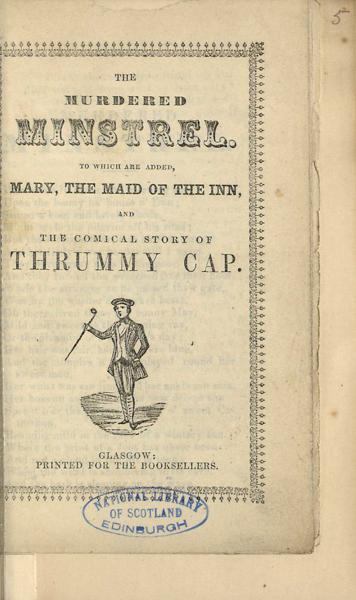 5
THE
MURDERED
MINSTREL.
TO WHICH ARE ADDED,
MARY, THE MAID OF THE INN,
AND
THE COMICAL STORY OF
THRUMMY CAP.
GLASGOW:
PRINTED FOR THE BOOKSELLERS.
NATIONAL LIBRARY
OF SCOTLAND
EDINBURGH